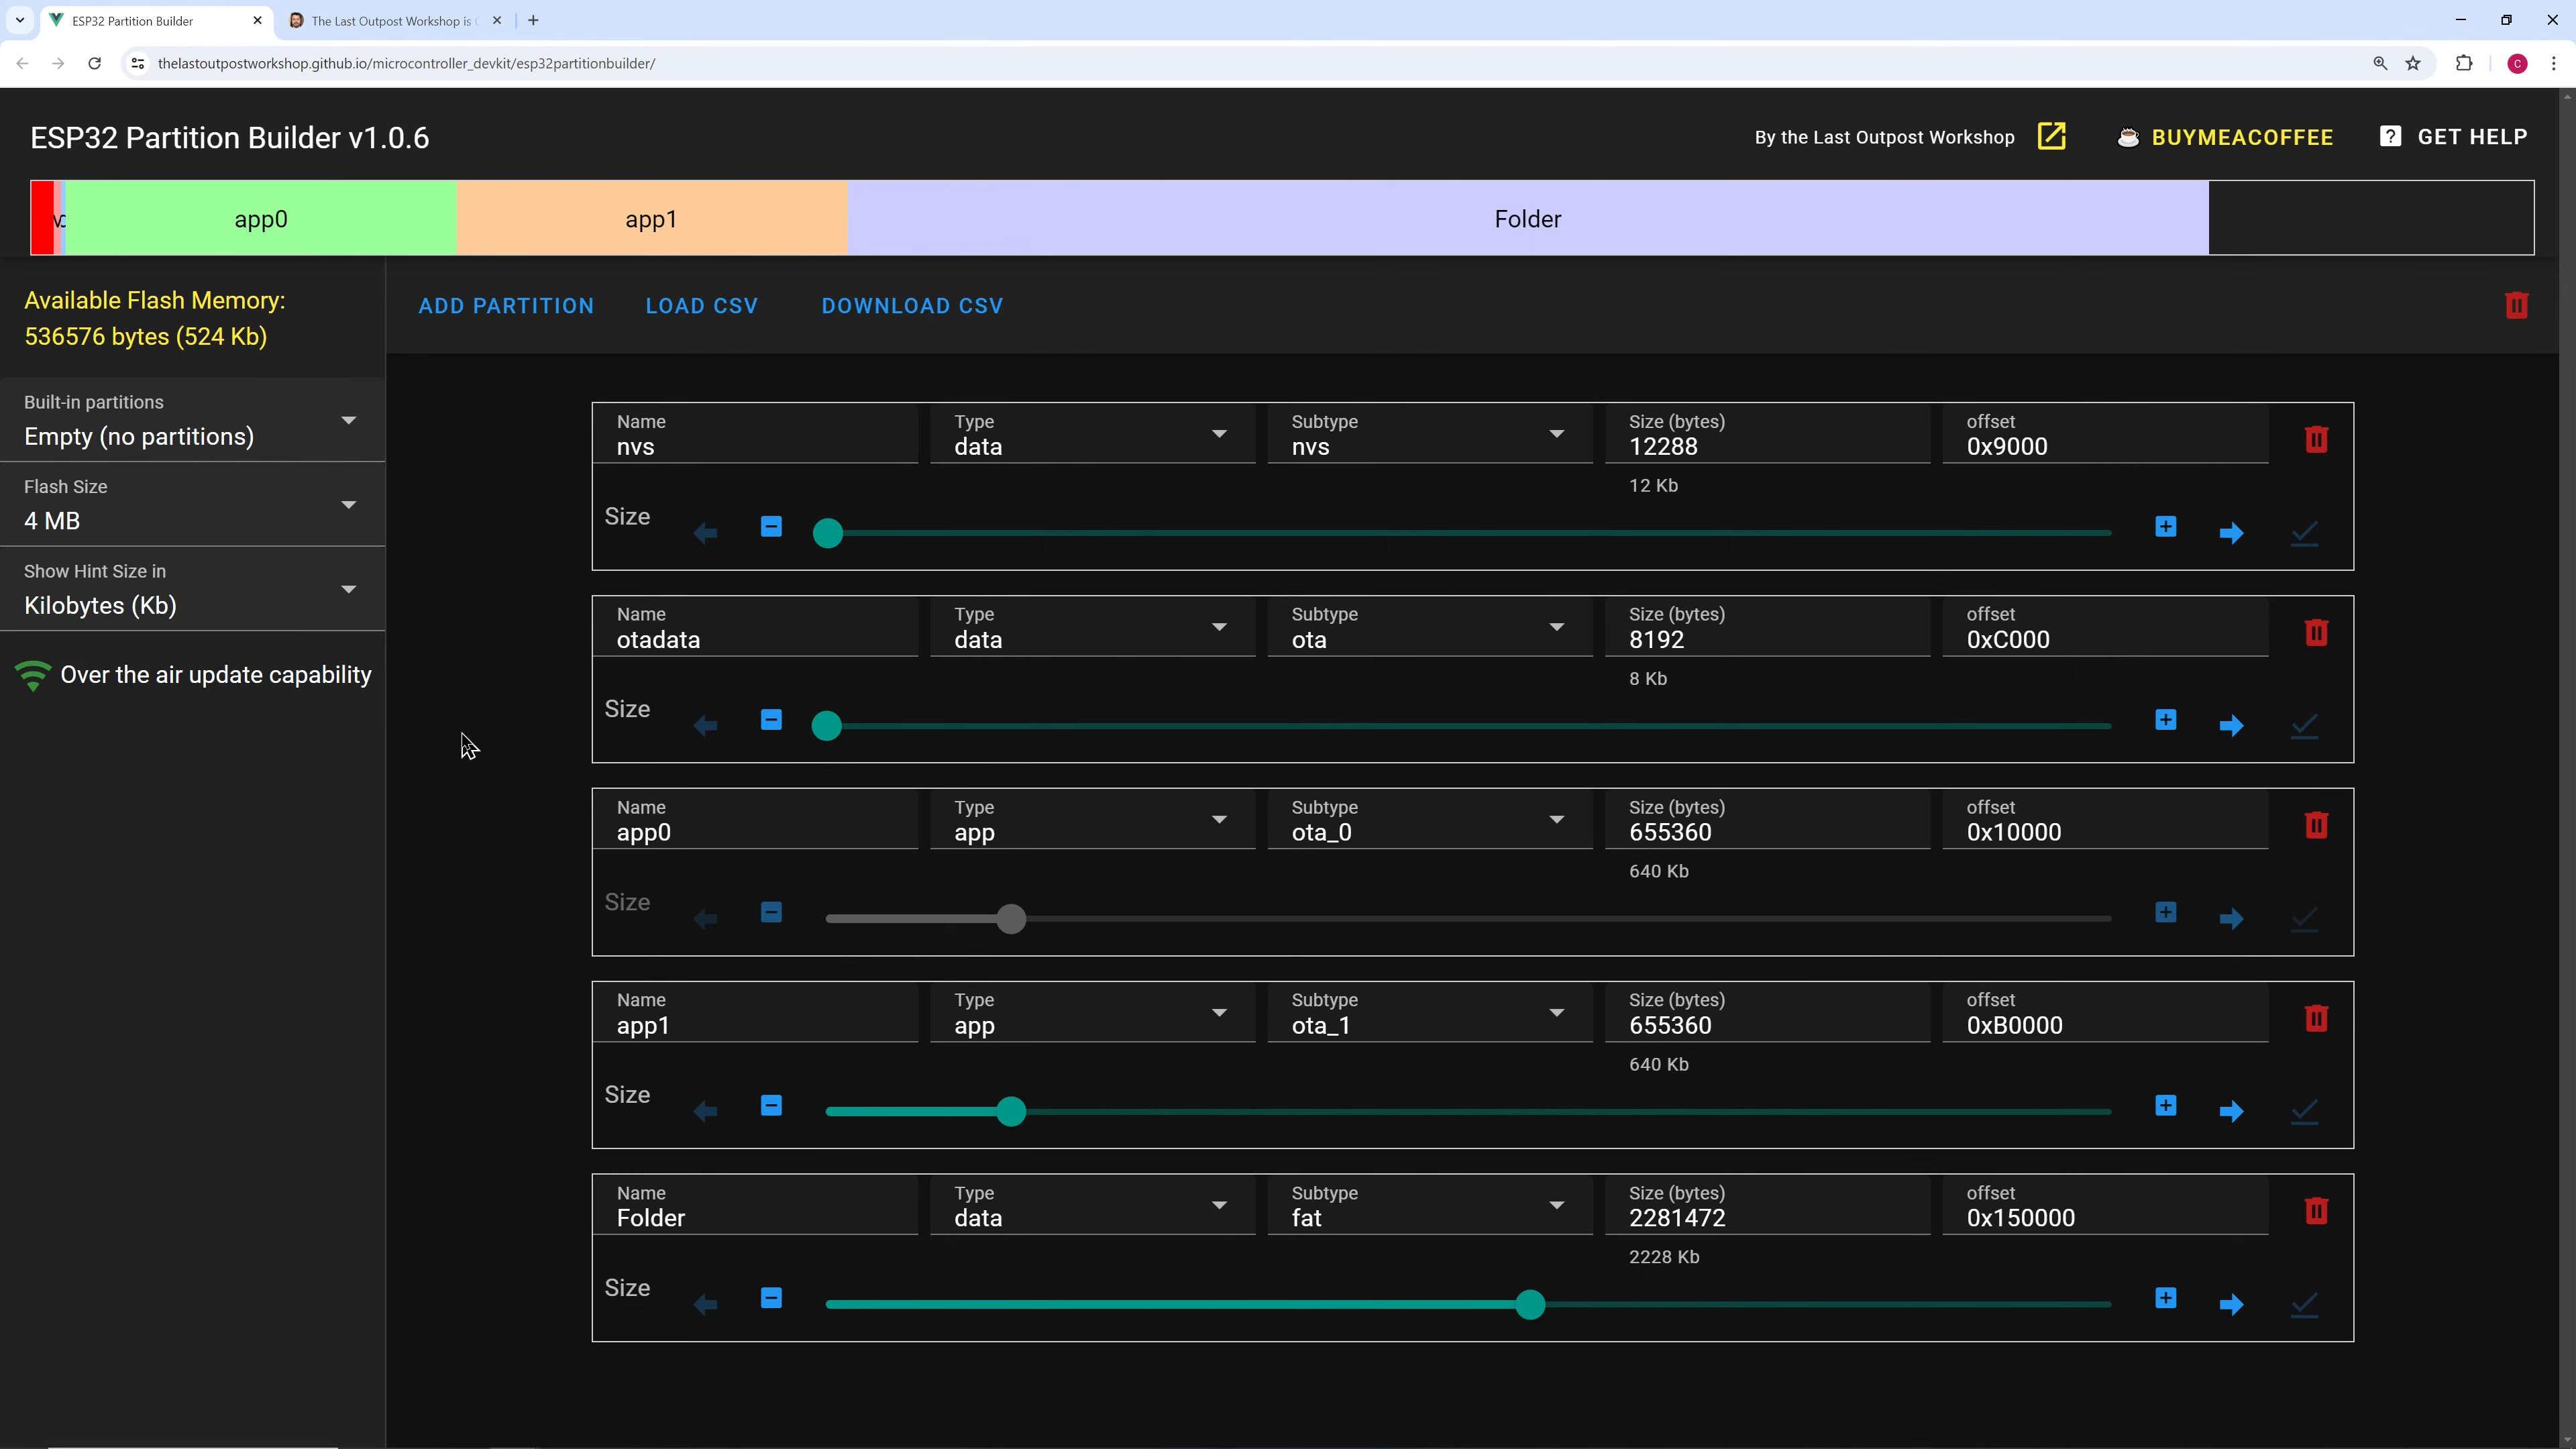 ESP32 Partition Builder
The Last Outpost Workshop is
thelastoutpostworkshop.github.io/microcontroller_devkit/esp32partitionbuilder/
C
ESP32 Partition Builder v1.0.6
By the Last Outpost Workshop
BUYMEACOFFEE
GET HELP
app0
app1
Folder
Available Flash Memory:
536576 bytes (524 Kb)
Built-in partitions
Empty (no partitions)
Flash Size
4 MB
Show Hint Size in
Kilobytes (Kb)
Over the air update capability
ADD PARTITION LOAD CSV DOWNLOAD CSV
Name Type Subtype Size (bytes) offset
nvs data nvs 12288 0x9000
12 Kb
Size
Name Type Subtype Size (bytes) offset
otadata data ota 8192 0xC000
8 Kb
Size
Name Type Subtype Size (bytes) offset
app0 app ota_0 655360 0x10000
640 Kb
Size
Name Type Subtype Size (bytes) offset
app1 app ota_1 655360 0xB0000
640 Kb
Size
Name Type Subtype Size (bytes) offset
Folder data fat 2281472 0x150000
2228 Kb
Size